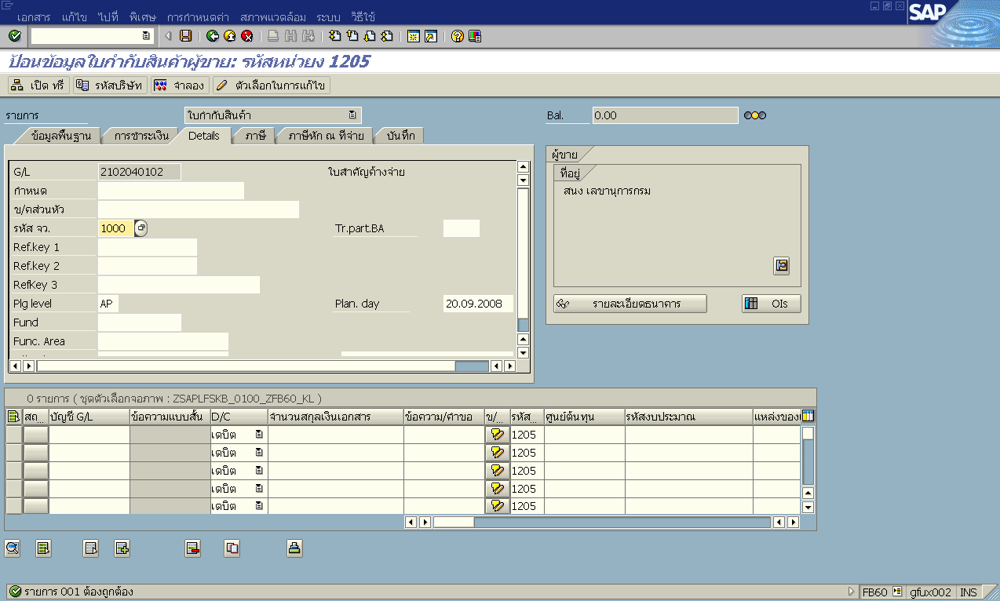 เอกสาร แก้ไข ไปที่ พิเศษ การกำหนดค่า สภาพแวดล้อม ระบบ วิธีใช้
SAP
ป้อนข้อมูลใบกำกับสินค้าผู้ขาย: รหัสหน่วยง 1205
เปิด ทรี รหัสบริษัท จำลอง ตัวเลือกในการแก้ไข
รายการ ใบกำกับสินค้า Bal. 0.00
ข้อมูลพื้นฐาน การชำระเงิน Details ภาษี ภาษีหัก ณ ที่จ่าย บันทึก
ผู้ขาย
G/L 2102040102 ใบสำคัญค้างจ่าย
ที่อยู่
กำหนด
สนง เลขานุการกรม
ข/คส่วนหัว
รหัส จว. 1000 Tr.part.BA
Ref.key 1
Ref.key 2
RefKey 3
Plg level AP Plan. day 20.09.2008
รายละเอียดธนาคาร OIs
Fund
Func. Area
0 รายการ ( ชุดตัวเลือกจอภาพ : ZSAPLFSKB_0100_ZFB60_KL )
สถ... บัญชี G/L ข้อความแบบสั้น D/C จำนวนสกุลเงินเอกสาร ข้อความ/คำขอ ข/... รหัส... ศูนย์ต้นทุน รหัสงบประมาณ แหล่งของ
เดบิต 1205
เดบิต 1205
เดบิต 1205
เดบิต 1205
เดบิต 1205
รายการ 001 ต้องถูกต้อง FB60 gfux002 INS